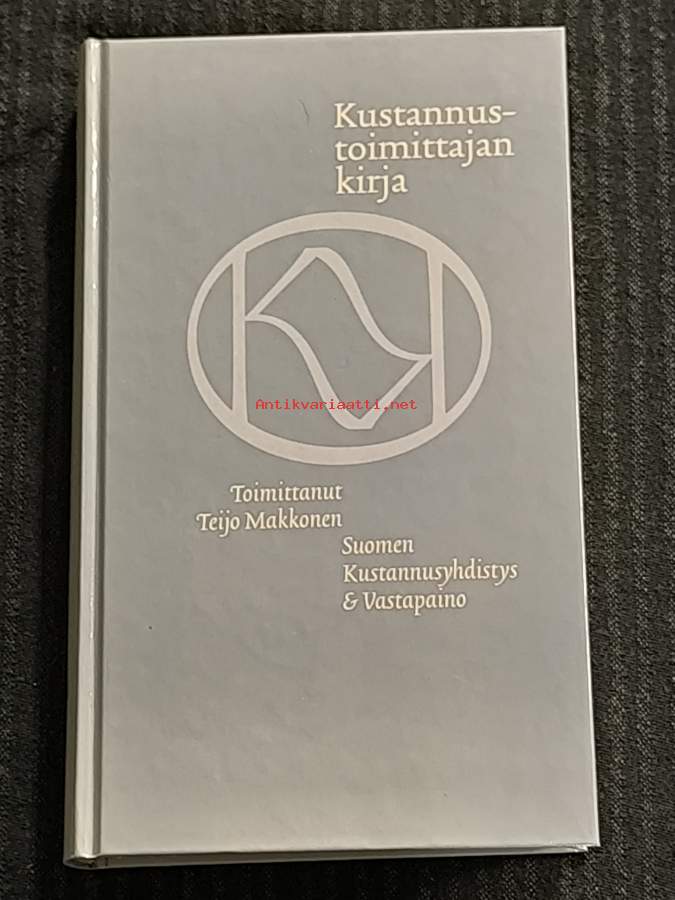 Kustannus-
toimittajan
kirja
Antikvariaatti.net
Toimittanut
Teijo Makkonen
Suomen
Kustannusyhdistys
& Vastapaino